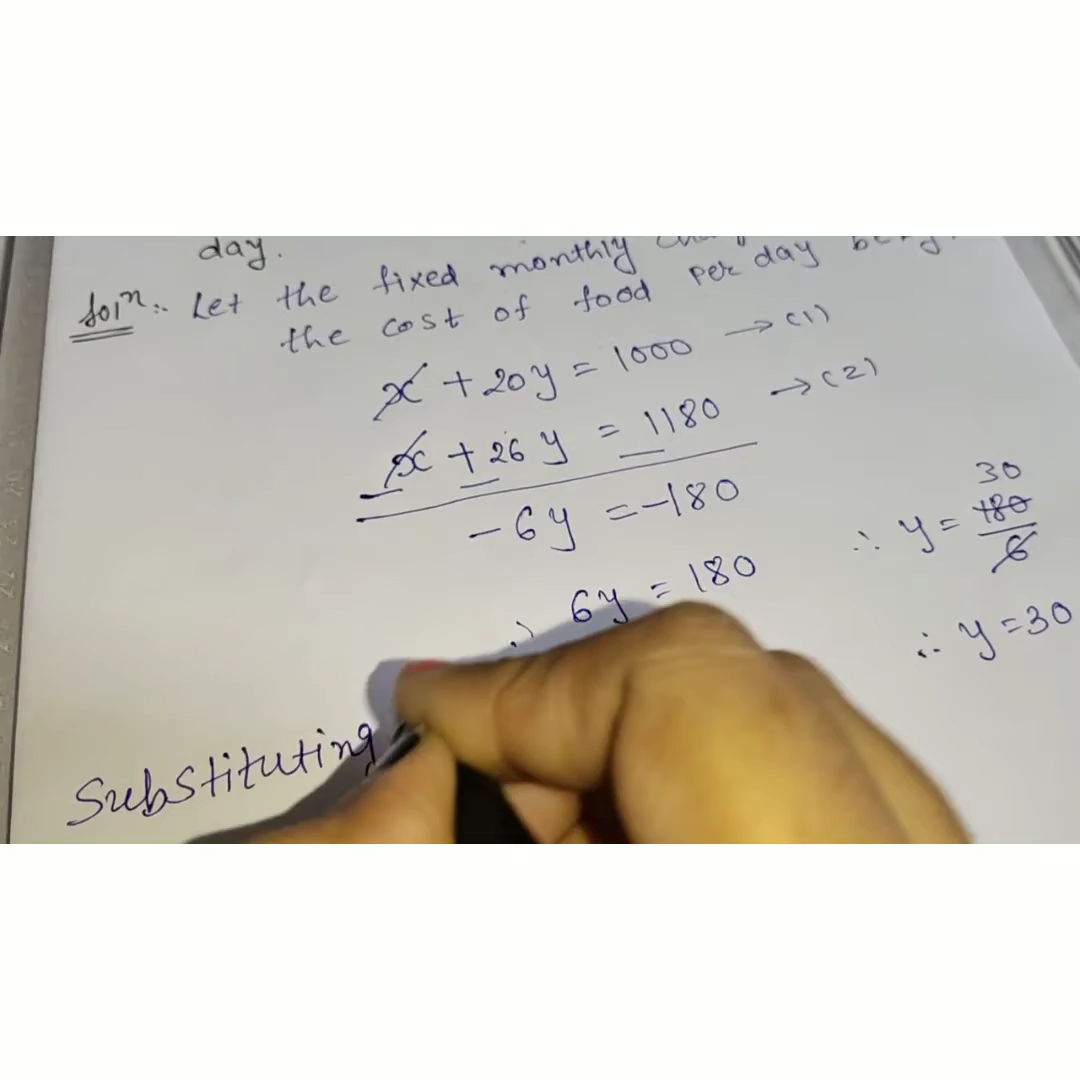 day.
Soln:. Let the fixed monthly
the cost of food per day
x + 20y = 1000 → (1)
x + 26y = 1180 → (2)
-6y = -180
∴ 6y = 180
30
∴ y = 180/6
∴ y = 30
Substituting